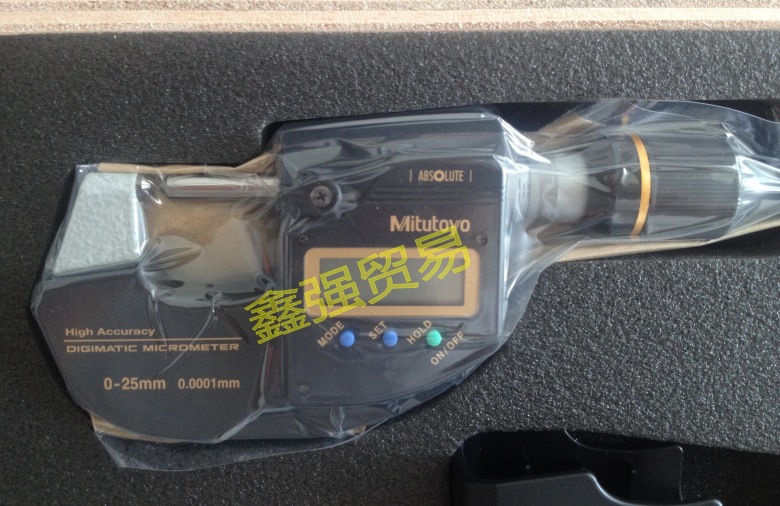 ABSOLUTE
Mitutoyo
鑫强贸易
MODE SET HOLD
ON/OFF
High Accuracy
DIGIMATIC MICROMETER
0-25mm 0.0001mm